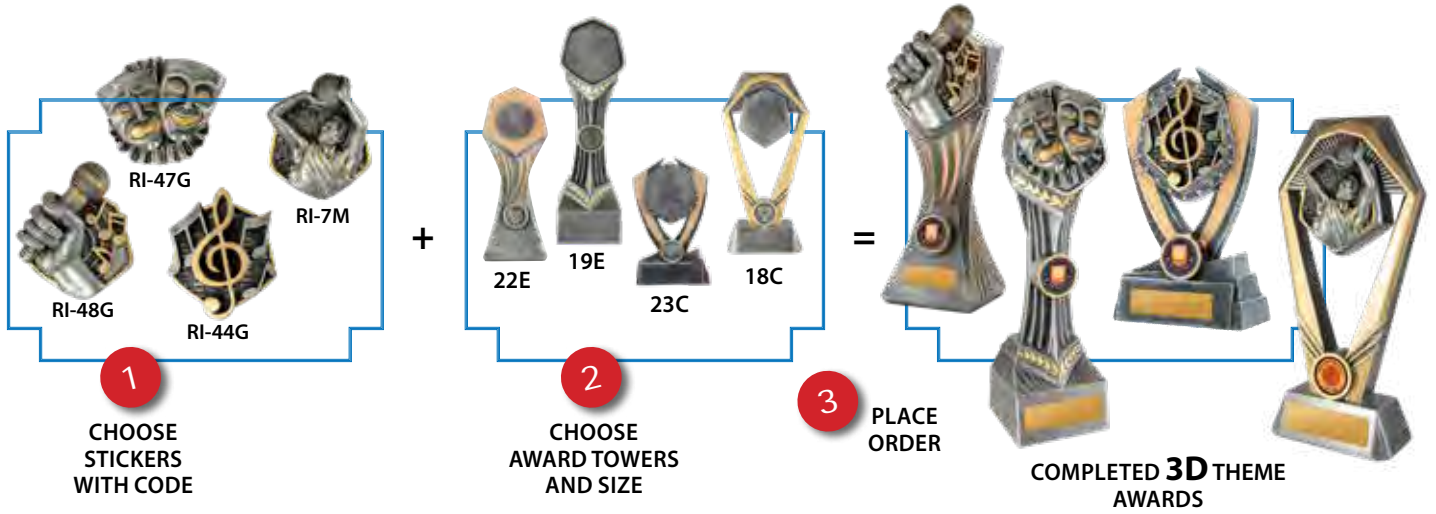 RI-47G
RI-7M
RI-48G
RI-44G
1
CHOOSE
STICKERS
WITH CODE
+
22E
19E
23C
18C
2
CHOOSE
AWARD TOWERS
AND SIZE
=
3
PLACE
ORDER
COMPLETED 3D THEME
AWARDS